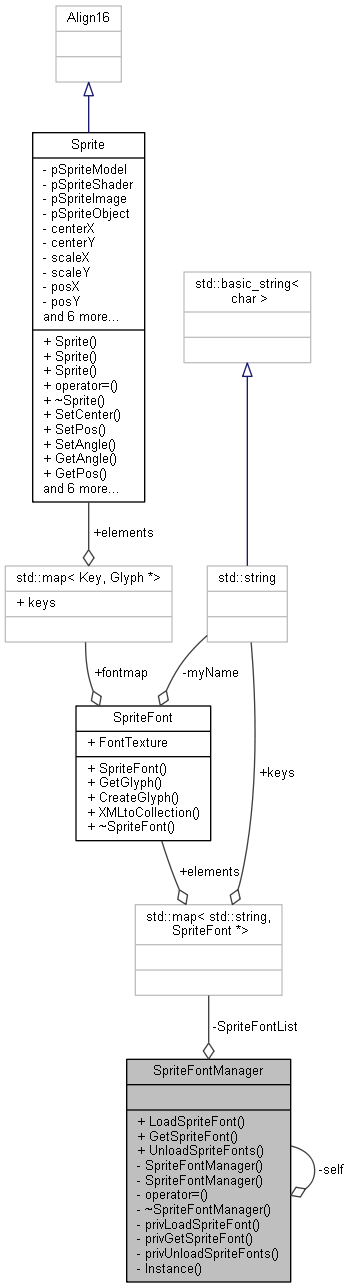 Align16
Sprite
- pSpriteModel
- pSpriteShader
- pSpriteImage
- pSpriteObject
- centerX
- centerY
- scaleX
- scaleY
- posX
- posY
and 6 more...
+ Sprite()
+ Sprite()
+ Sprite()
+ operator=()
+ ~Sprite()
+ SetCenter()
+ SetPos()
+ SetAngle()
+ GetAngle()
+ GetPos()
and 6 more...
std::basic_string<
char >
+elements
std::map< Key, Glyph *>
+ keys
std::string
+fontmap
-myName
SpriteFont
+ FontTexture
+ SpriteFont()
+ GetGlyph()
+ CreateGlyph()
+ XMLtoCollection()
+ ~SpriteFont()
+keys
+elements
std::map< std::string,
SpriteFont *>
-SpriteFontList
SpriteFontManager
+ LoadSpriteFont()
+ GetSpriteFont()
+ UnloadSpriteFonts()
- SpriteFontManager()
- SpriteFontManager()
- operator=()
- ~SpriteFontManager()
- privLoadSpriteFont()
- privGetSpriteFont()
- privUnloadSpriteFonts()
- Instance()
-self